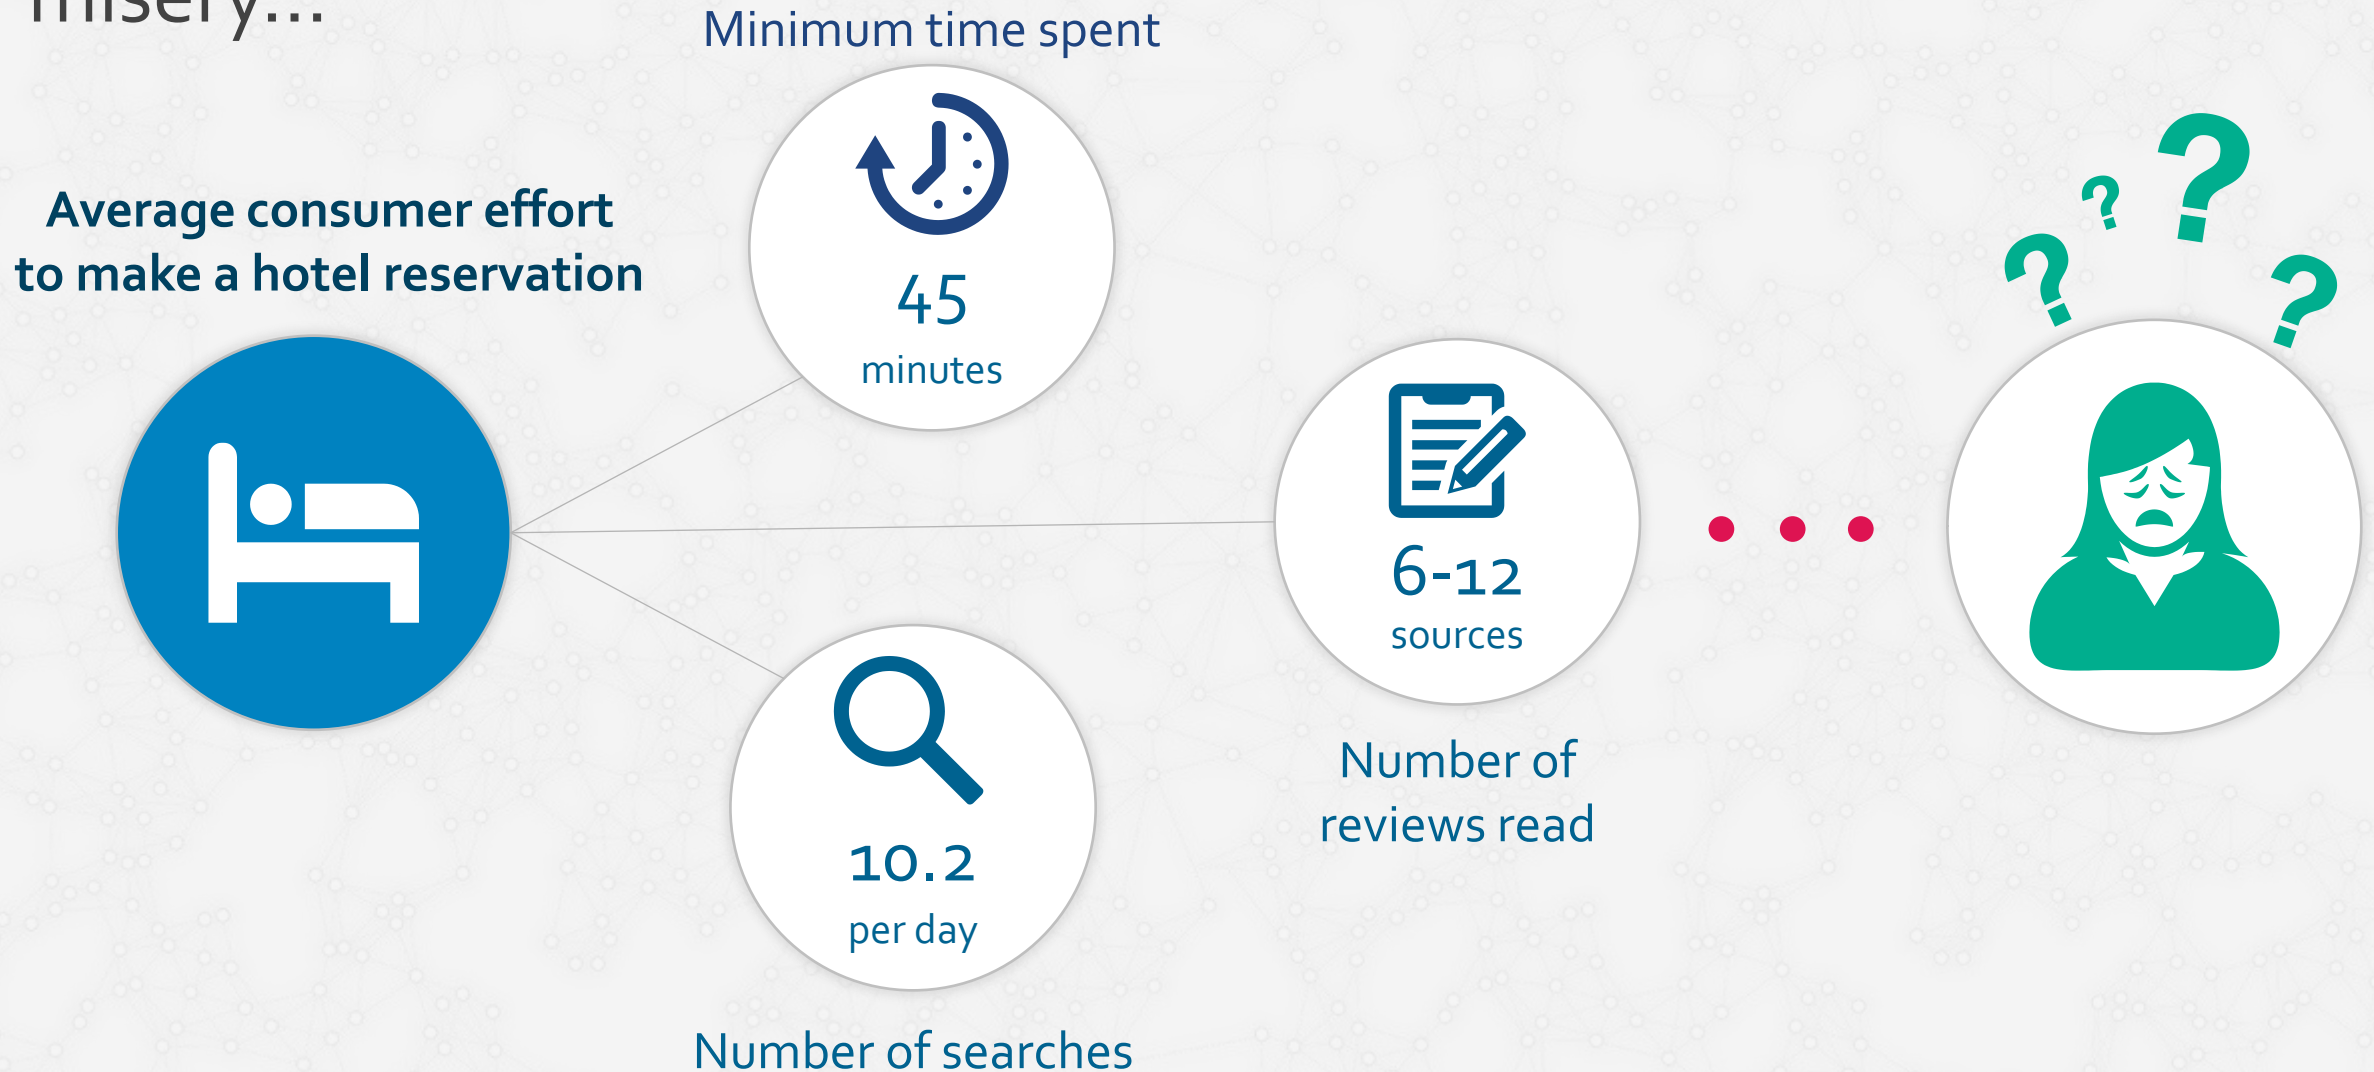 misery...
Minimum time spent
Average consumer effort
to make a hotel reservation
45
minutes
6-12
sources
Number of
reviews read
10.2
per day
Number of searches
? ? ? ?